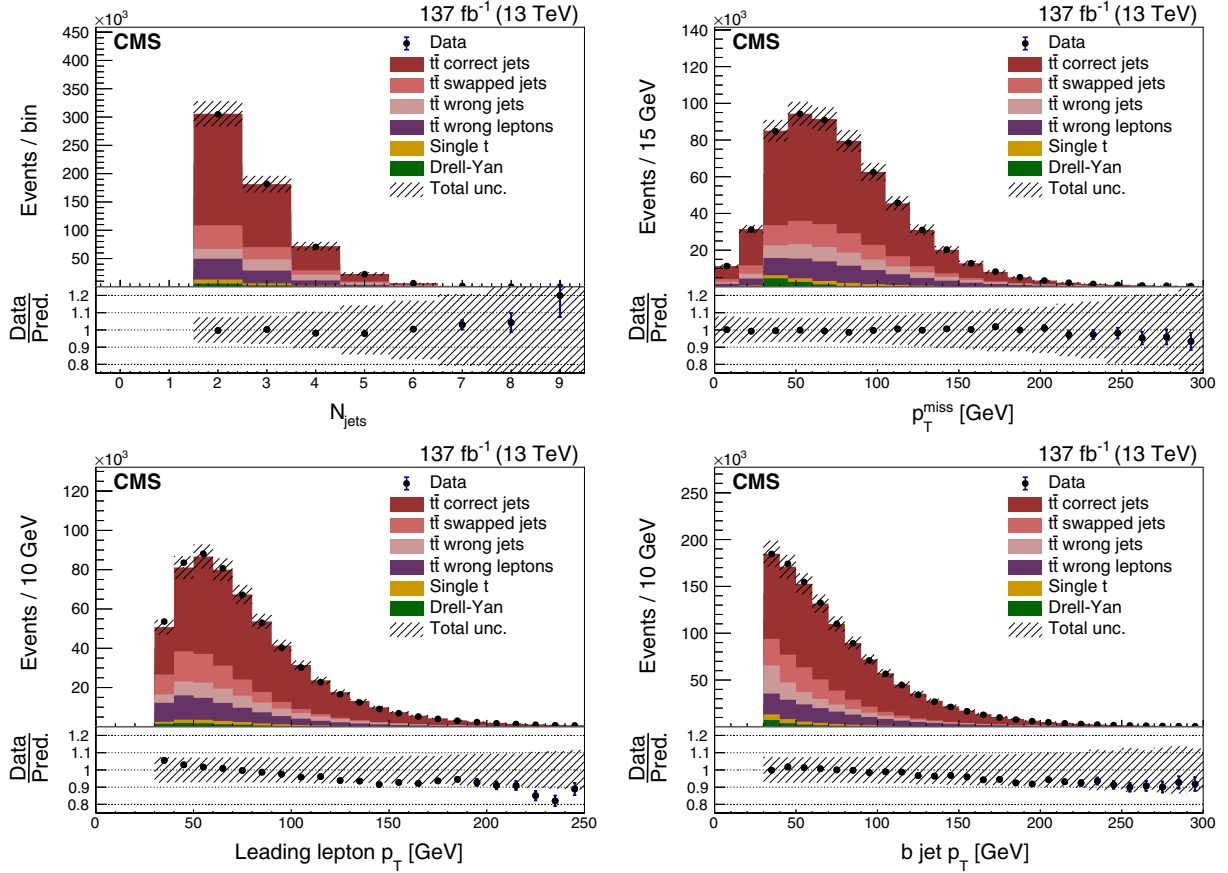 ×10³ 137 fb⁻¹ (13 TeV)
CMS
Events / bin
450
400
350
300
250
200
150
100
50
Data
tt̄ correct jets
tt̄ swapped jets
tt̄ wrong jets
tt̄ wrong leptons
Single t
Drell-Yan
Total unc.
Data
Pred.
1.2
1.1
1
0.9
0.8
0 1 2 3 4 5 6 7 8 9
N_jets
×10³ 137 fb⁻¹ (13 TeV)
CMS
Events / 15 GeV
140
120
100
80
60
40
20
Data
tt̄ correct jets
tt̄ swapped jets
tt̄ wrong jets
tt̄ wrong leptons
Single t
Drell-Yan
Total unc.
Data
Pred.
1.2
1.1
1
0.9
0.8
0 50 100 150 200 250 300
p_T^miss [GeV]
×10³ 137 fb⁻¹ (13 TeV)
CMS
Events / 10 GeV
120
100
80
60
40
20
Data
tt̄ correct jets
tt̄ swapped jets
tt̄ wrong jets
tt̄ wrong leptons
Single t
Drell-Yan
Total unc.
Data
Pred.
1.2
1.1
1
0.9
0.8
0 50 100 150 200 250
Leading lepton p_T [GeV]
×10³ 137 fb⁻¹ (13 TeV)
CMS
Events / 10 GeV
250
200
150
100
50
Data
tt̄ correct jets
tt̄ swapped jets
tt̄ wrong jets
tt̄ wrong leptons
Single t
Drell-Yan
Total unc.
Data
Pred.
1.2
1.1
1
0.9
0.8
0 50 100 150 200 250 300
b jet p_T [GeV]